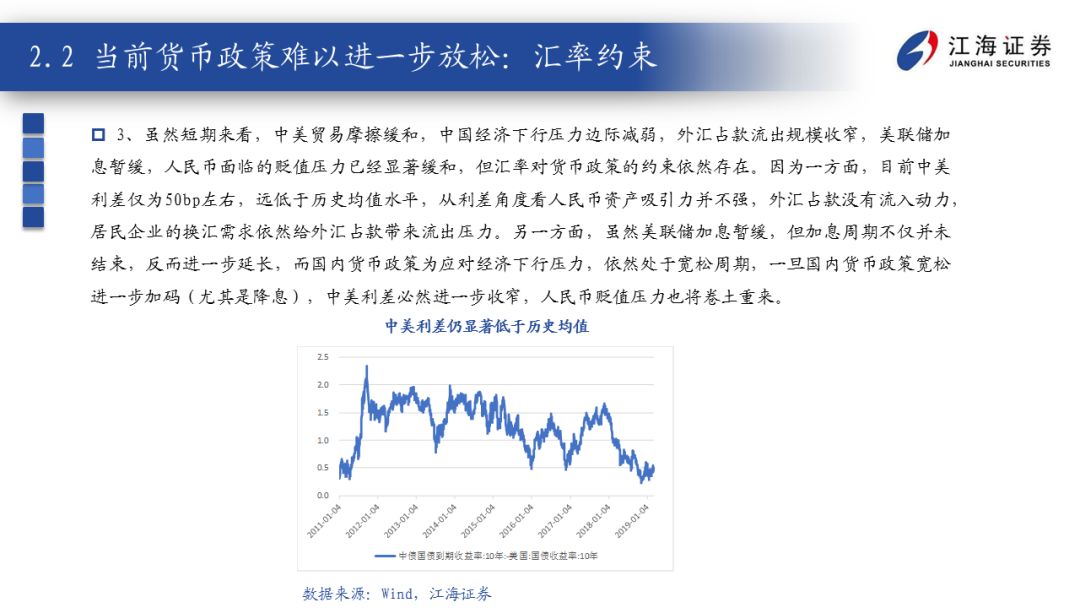 2.2 当前货币政策难以进一步放松：汇率约束
江海证券
JIANGHAI SECURITIES
3、虽然短期来看，中美贸易摩擦缓和，中国经济下行压力边际减弱，外汇占款流出规模收窄，美联储加
息暂缓，人民币面临的贬值压力已经显著缓和，但汇率对货币政策的约束依然存在。因为一方面，目前中美
利差仅为50bp左右，远低于历史均值水平，从利差角度看人民币资产吸引力并不强，外汇占款没有流入动力，
居民企业的换汇需求依然给外汇占款带来流出压力。另一方面，虽然美联储加息暂缓，但加息周期不仅并未
结束，反而进一步延长，而国内货币政策为应对经济下行压力，依然处于宽松周期，一旦国内货币政策宽松
进一步加码（尤其是降息），中美利差必然进一步收窄，人民币贬值压力也将卷土重来。
中美利差仍显著低于历史均值
2.5
2.0
1.5
1.0
0.5
0.0
2011-01-04
2012-01-04
2013-01-04
2014-01-04
2015-01-04
2016-01-04
2017-01-04
2018-01-04
2019-01-04
中债国债到期收益率:10年:-美国:国债收益率:10年
数据来源：Wind，江海证券